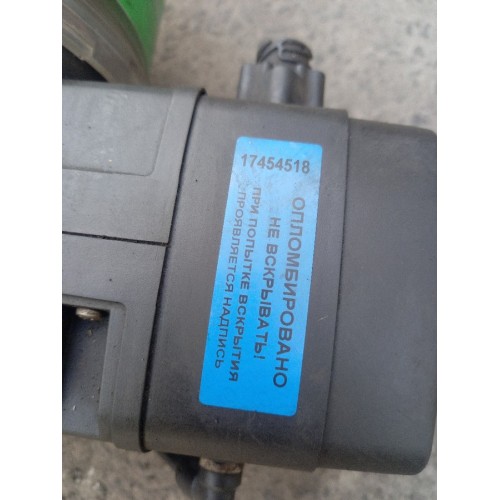 17454518
ОПЛОМБИРОВАНО
НЕ ВСКРЫВАТЬ!
ПРИ ПОПЫТКЕ ВСКРЫТИЯ
ПРОЯВЛЯЕТСЯ НАДПИСЬ